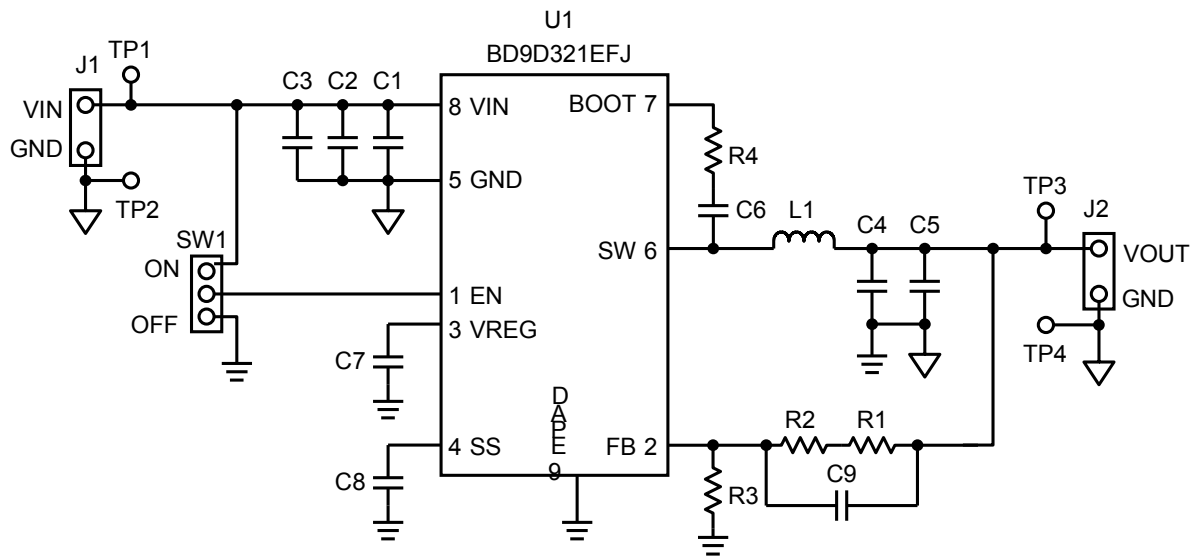 U1
BD9D321EFJ
J1
TP1
VIN
GND
TP2
C3 C2 C1
8 VIN
5 GND
SW1
ON
OFF
1 EN
3 VREG
C7
4 SS
C8
BOOT 7
R4
C6
SW 6
L1
C4 C5
TP3
J2
VOUT
GND
TP4
EPAD
9
FB 2
R3
R2 R1
C9